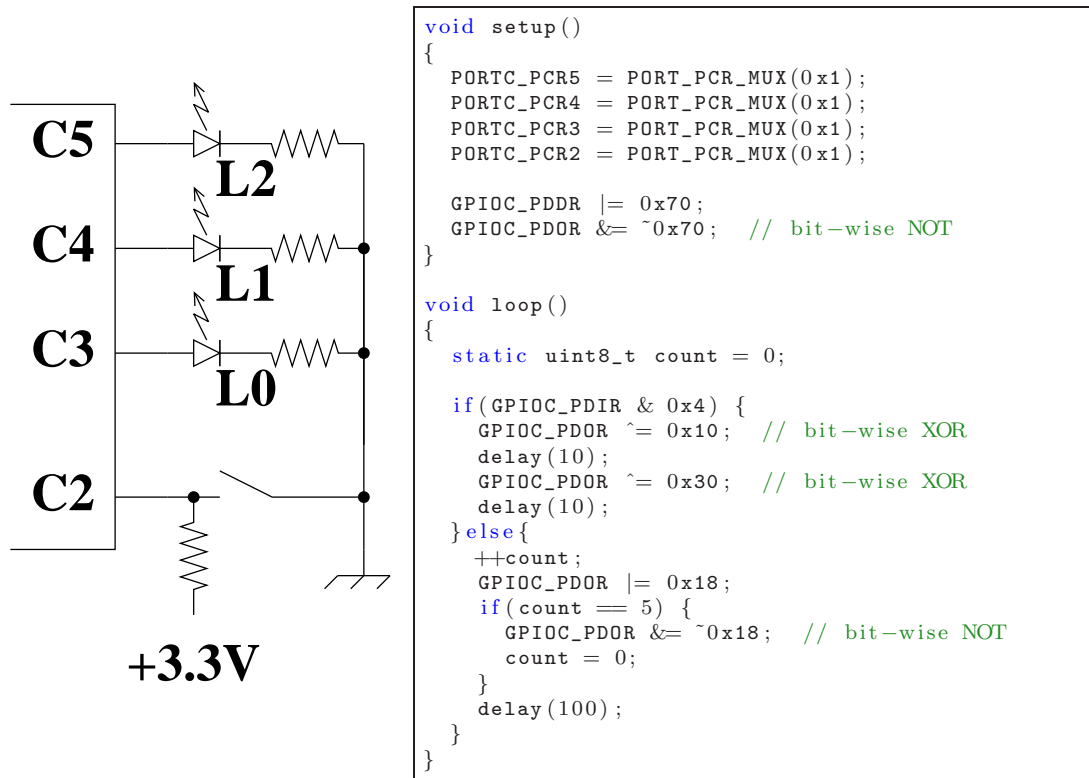 C5
L2
C4
L1
C3
L0
C2
+3.3V
void setup()
{
PORTC_PCR5 = PORT_PCR_MUX(0x1);
PORTC_PCR4 = PORT_PCR_MUX(0x1);
PORTC_PCR3 = PORT_PCR_MUX(0x1);
PORTC_PCR2 = PORT_PCR_MUX(0x1);
GPIOC_PDDR |= 0x70;
GPIOC_PDOR &= ~0x70; // bit-wise NOT
}
void loop()
{
static uint8_t count = 0;
if(GPIOC_PDIR & 0x4) {
GPIOC_PDOR ^= 0x10; // bit-wise XOR
delay(10);
GPIOC_PDOR ^= 0x30; // bit-wise XOR
delay(10);
}else{
++count;
GPIOC_PDOR |= 0x18;
if(count == 5) {
GPIOC_PDOR &= ~0x18; // bit-wise NOT
count = 0;
}
delay(100);
}
}